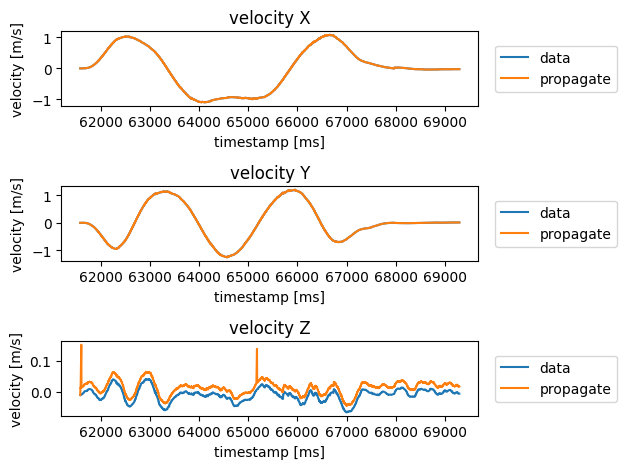 velocity X
velocity [m/s]
1
0
−1
62000 63000 64000 65000 66000 67000 68000 69000
timestamp [ms]
data
propagate
velocity Y
velocity [m/s]
1
0
−1
62000 63000 64000 65000 66000 67000 68000 69000
timestamp [ms]
data
propagate
velocity Z
velocity [m/s]
0.1
0.0
62000 63000 64000 65000 66000 67000 68000 69000
timestamp [ms]
data
propagate